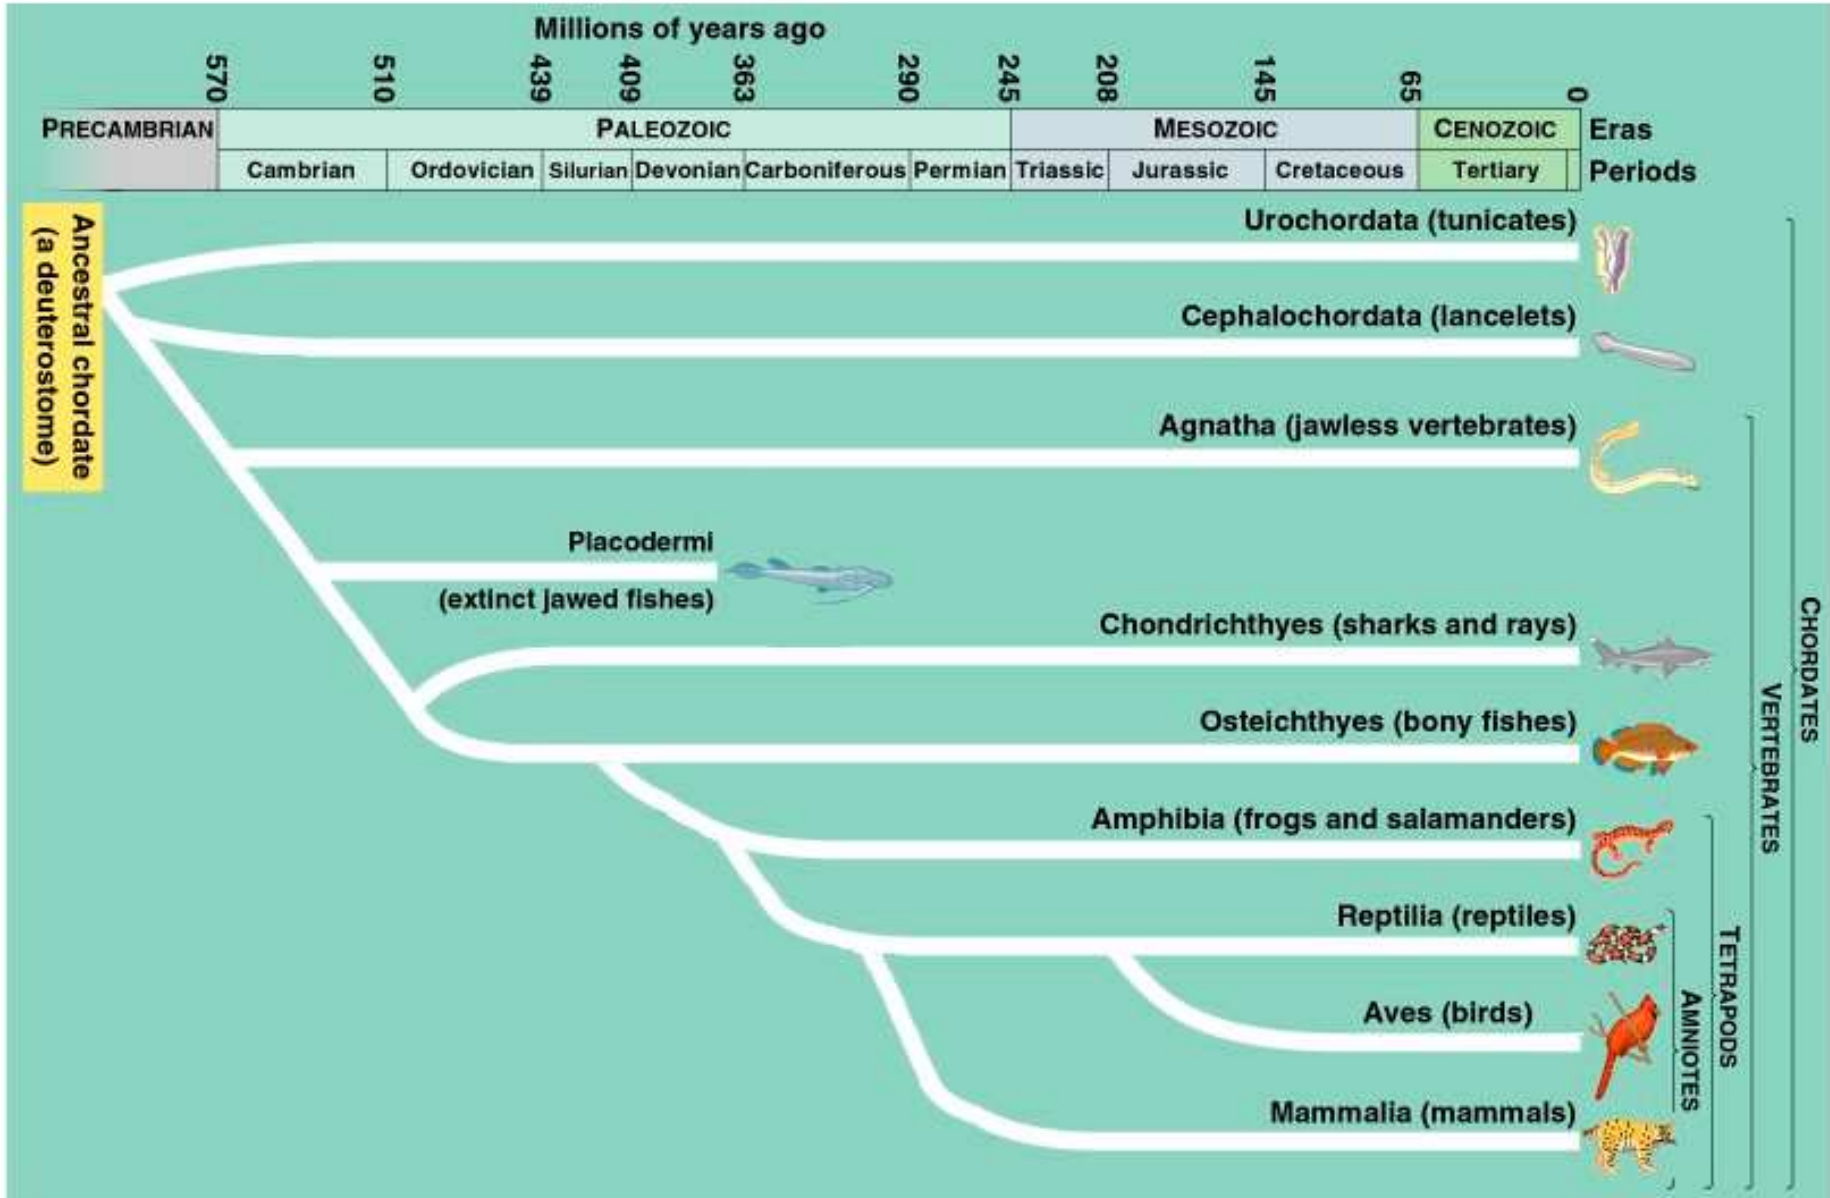 Millions of years ago
570 510 439 409 363 290 245 208 145 65 0
PRECAMBRIAN PALEOZOIC MESOZOIC CENOZOIC Eras
Cambrian Ordovician Silurian Devonian Carboniferous Permian Triassic Jurassic Cretaceous Tertiary Periods
Ancestral chordate
(a deuterostome)
Urochordata (tunicates)
Cephalochordata (lancelets)
Agnatha (jawless vertebrates)
Placodermi
(extinct jawed fishes)
Chondrichthyes (sharks and rays)
Osteichthyes (bony fishes)
Amphibia (frogs and salamanders)
Reptilia (reptiles)
Aves (birds)
Mammalia (mammals)
CHORDATES
VERTEBRATES
TETRAPODS
AMNIOTES